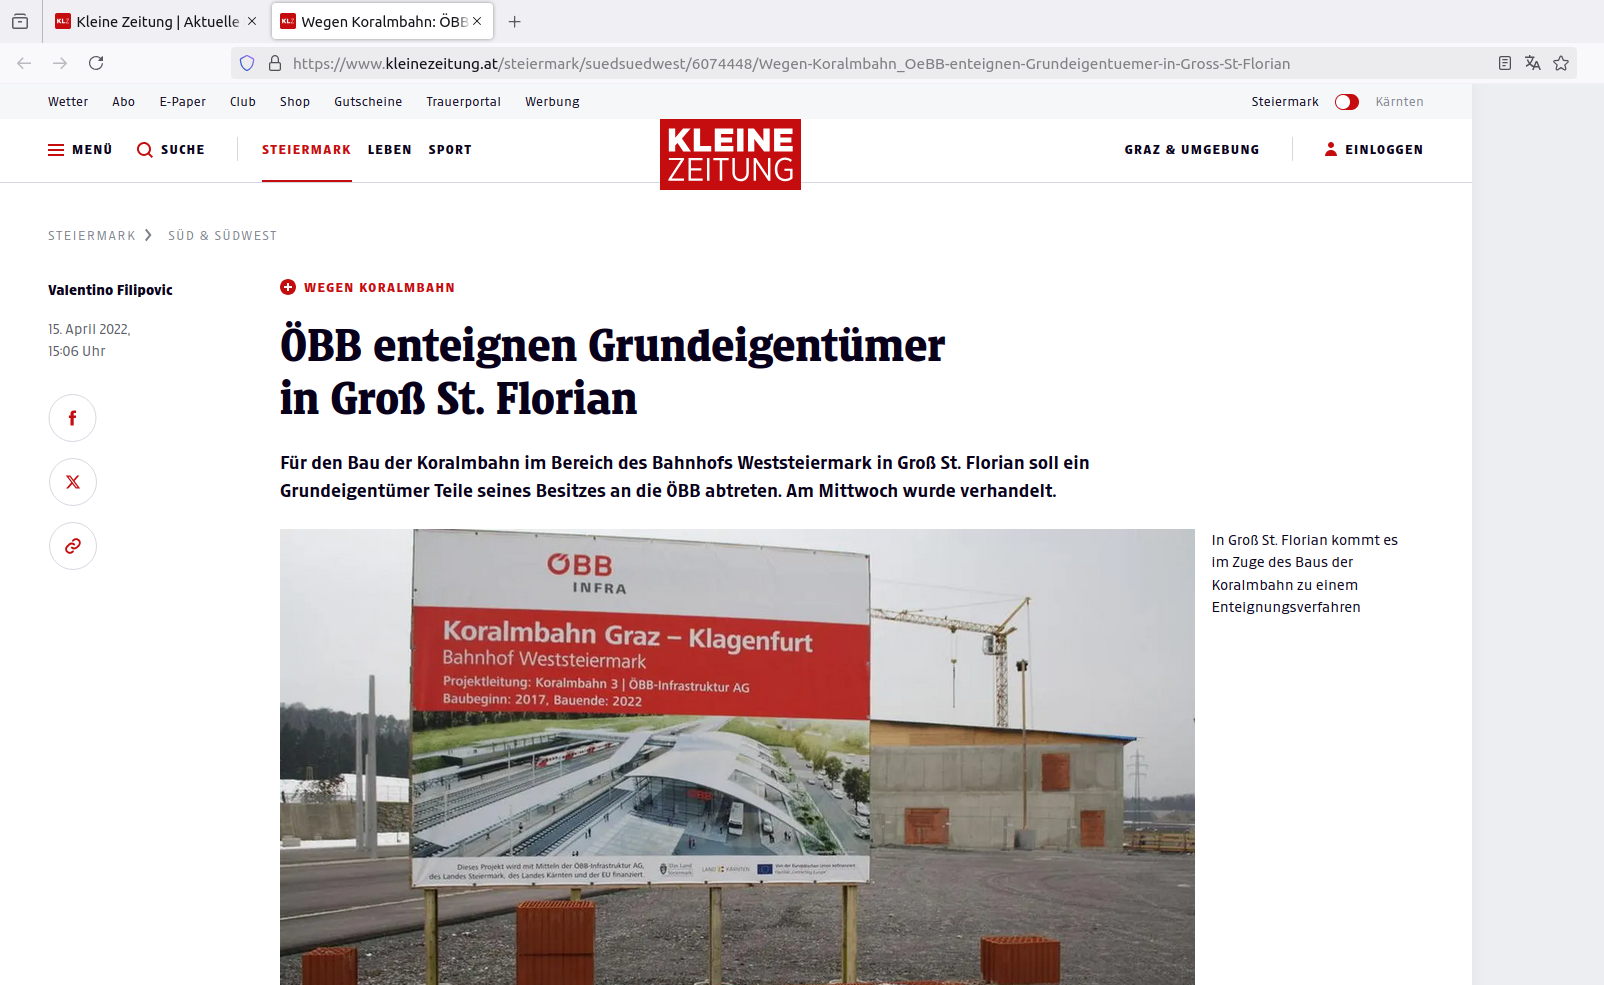 Kleine Zeitung | Aktuelle
Wegen Koralmbahn: ÖBB
https://www.kleinezeitung.at/steiermark/suedsuedwest/6074448/Wegen-Koralmbahn_OeBB-enteignen-Grundeigentuemer-in-Gross-St-Florian
Wetter Abo E-Paper Club Shop Gutscheine Trauerportal Werbung Steiermark Kärnten
MENÜ SUCHE STEIERMARK LEBEN SPORT KLEINE ZEITUNG GRAZ & UMGEBUNG EINLOGGEN
STEIERMARK SÜD & SÜDWEST
Valentino Filipovic
15. April 2022,
15:06 Uhr
WEGEN KORALMBAHN
ÖBB enteignen Grundeigentümer
in Groß St. Florian
Für den Bau der Koralmbahn im Bereich des Bahnhofs Weststeiermark in Groß St. Florian soll ein
Grundeigentümer Teile seines Besitzes an die ÖBB abtreten. Am Mittwoch wurde verhandelt.
ÖBB
INFRA
Koralmbahn Graz – Klagenfurt
Bahnhof Weststeiermark
Projektleitung: Koralmbahn 3 | ÖBB-Infrastruktur AG
Baubeginn: 2017, Bauende: 2022
ÖBB
Dieses Projekt wird mit Mitteln der ÖBB-Infrastruktur AG,
des Landes Steiermark, des Landes Kärnten und der EU finanziert.
Das Land
Steiermark
LAND KÄRNTEN
In Groß St. Florian kommt es
im Zuge des Baus der
Koralmbahn zu einem
Enteignungsverfahren